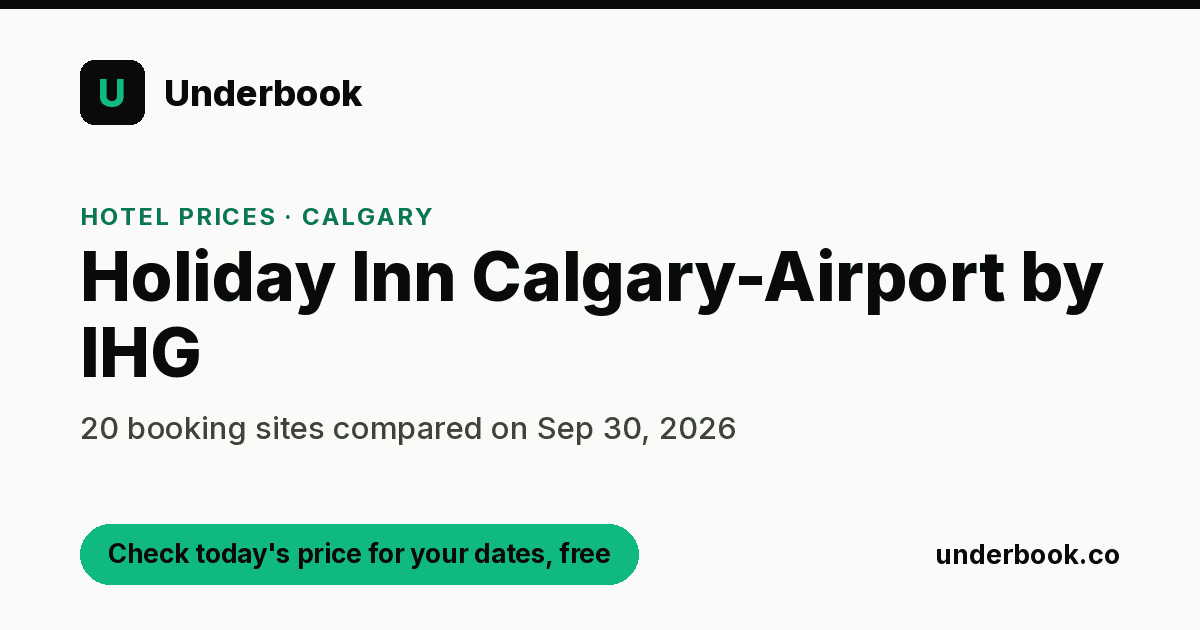 U Underbook
HOTEL PRICES · CALGARY
Holiday Inn Calgary-Airport by
IHG
20 booking sites compared on Sep 30, 2026
Check today's price for your dates, free
underbook.co